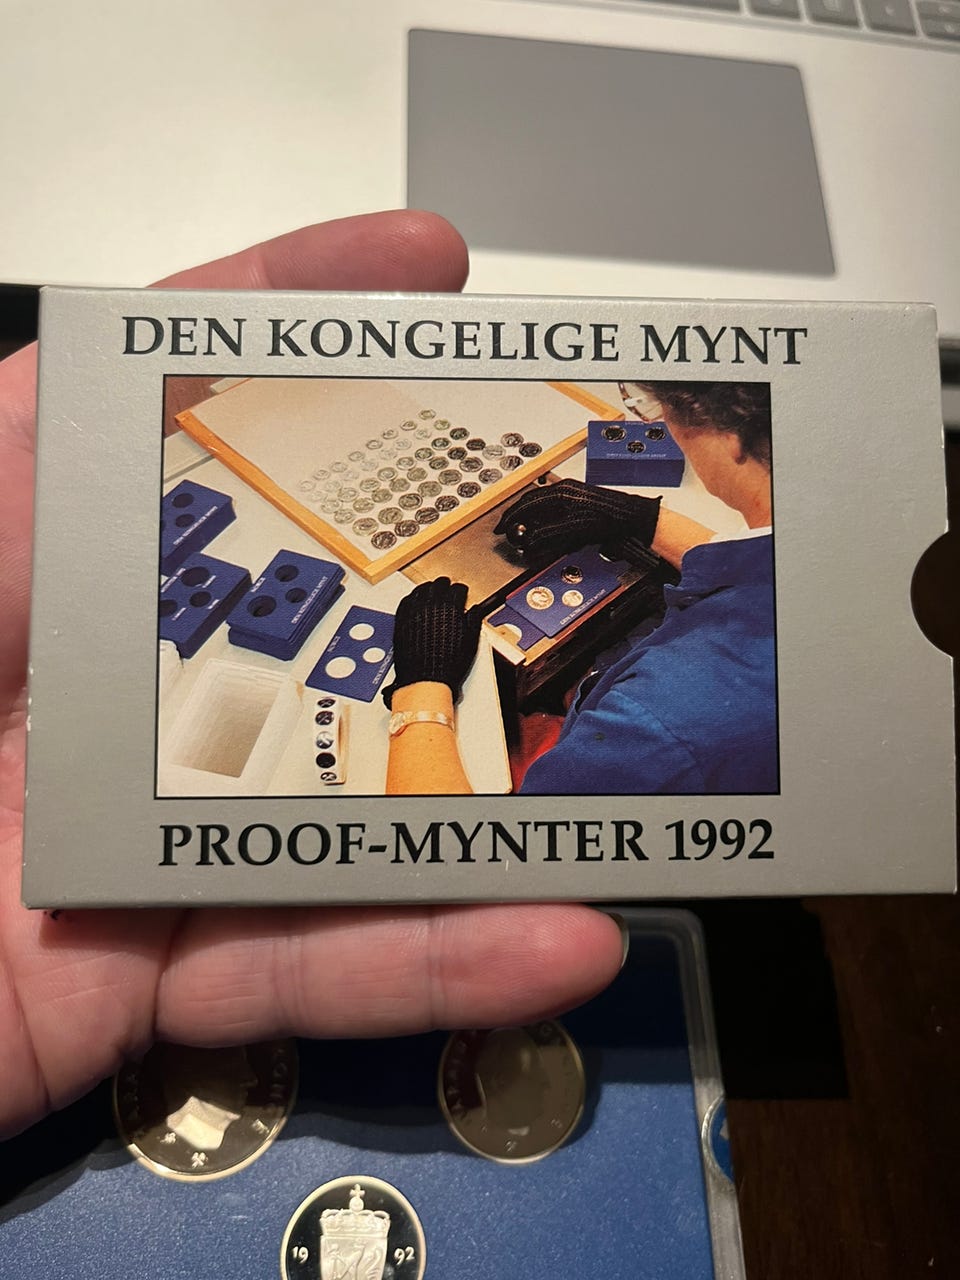 DEN KONGELIGE MYNT
PROOF-MYNTER 1992
19 92